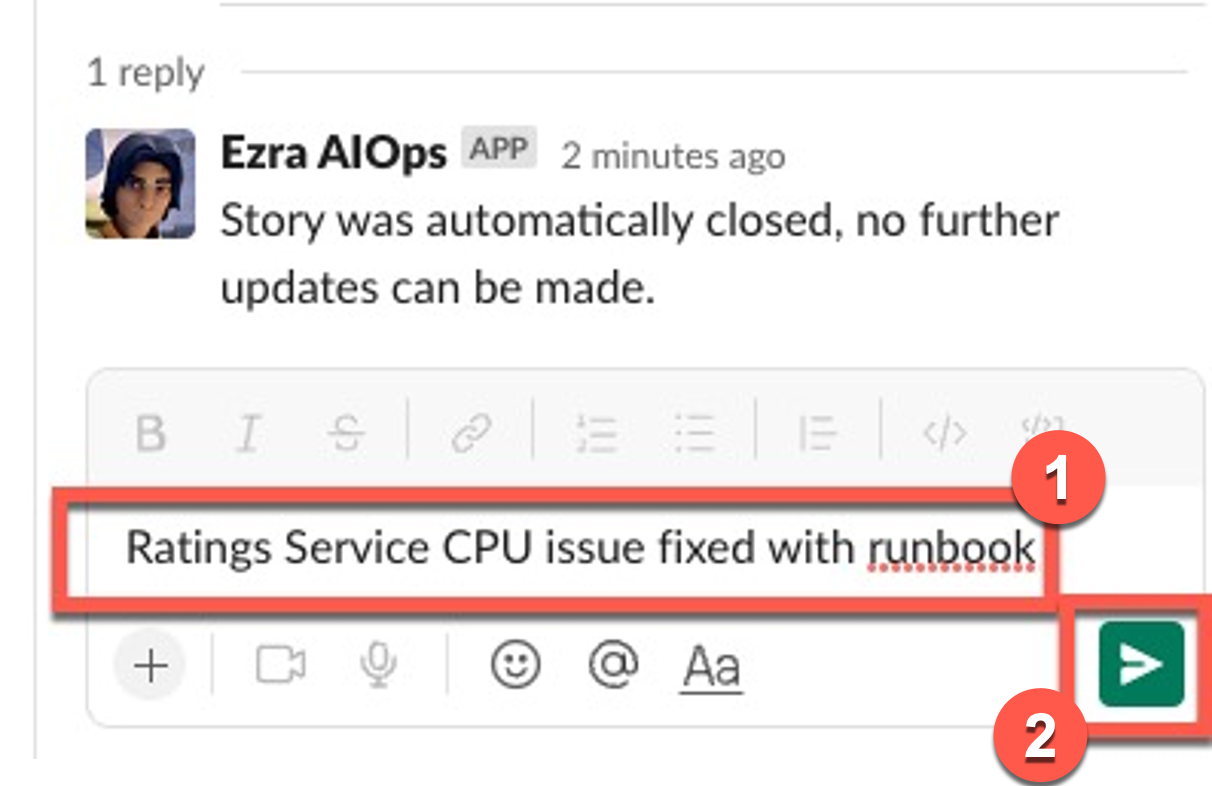 1 reply
Ezra AIOps APP 2 minutes ago
Story was automatically closed, no further
updates can be made.
B I S </>
1
Ratings Service CPU issue fixed with runbook
+ @ Aa
2